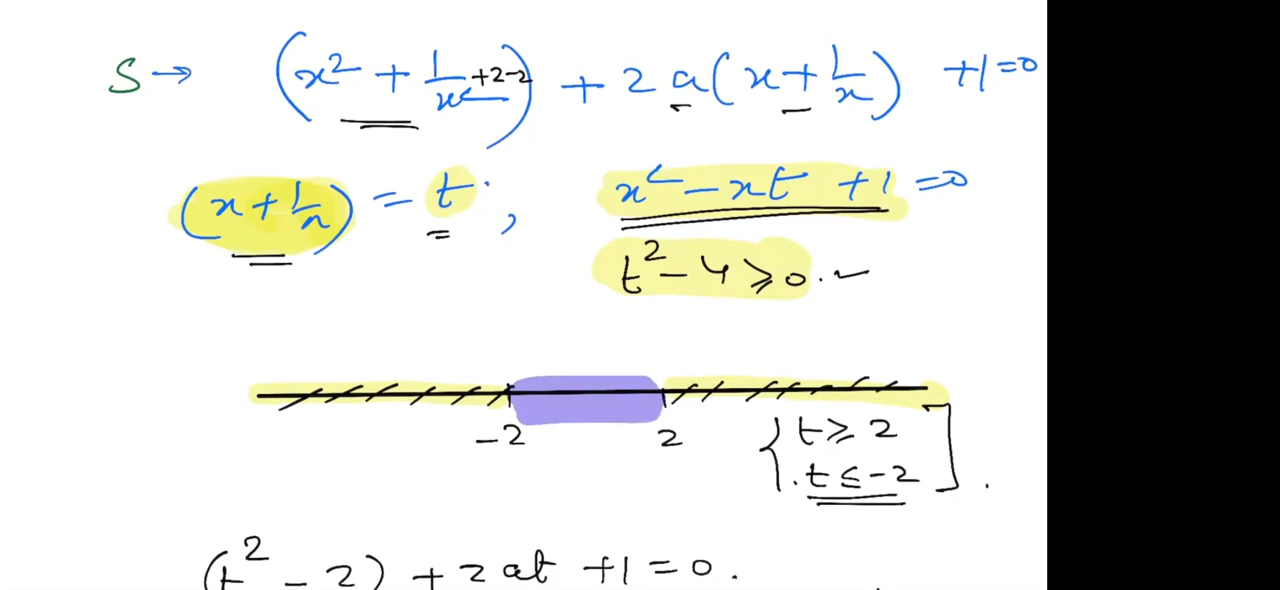 S → (x² + 1/x² +2-2) + 2a(x + 1/x) +1=0
(x + 1/x) = t ; x² - xt + 1 = 0
t² - 4 ⩾ 0.
-2 2
{ t ⩾ 2
. t ≤ -2 ] .
(t² - 2) + 2at + 1 = 0.